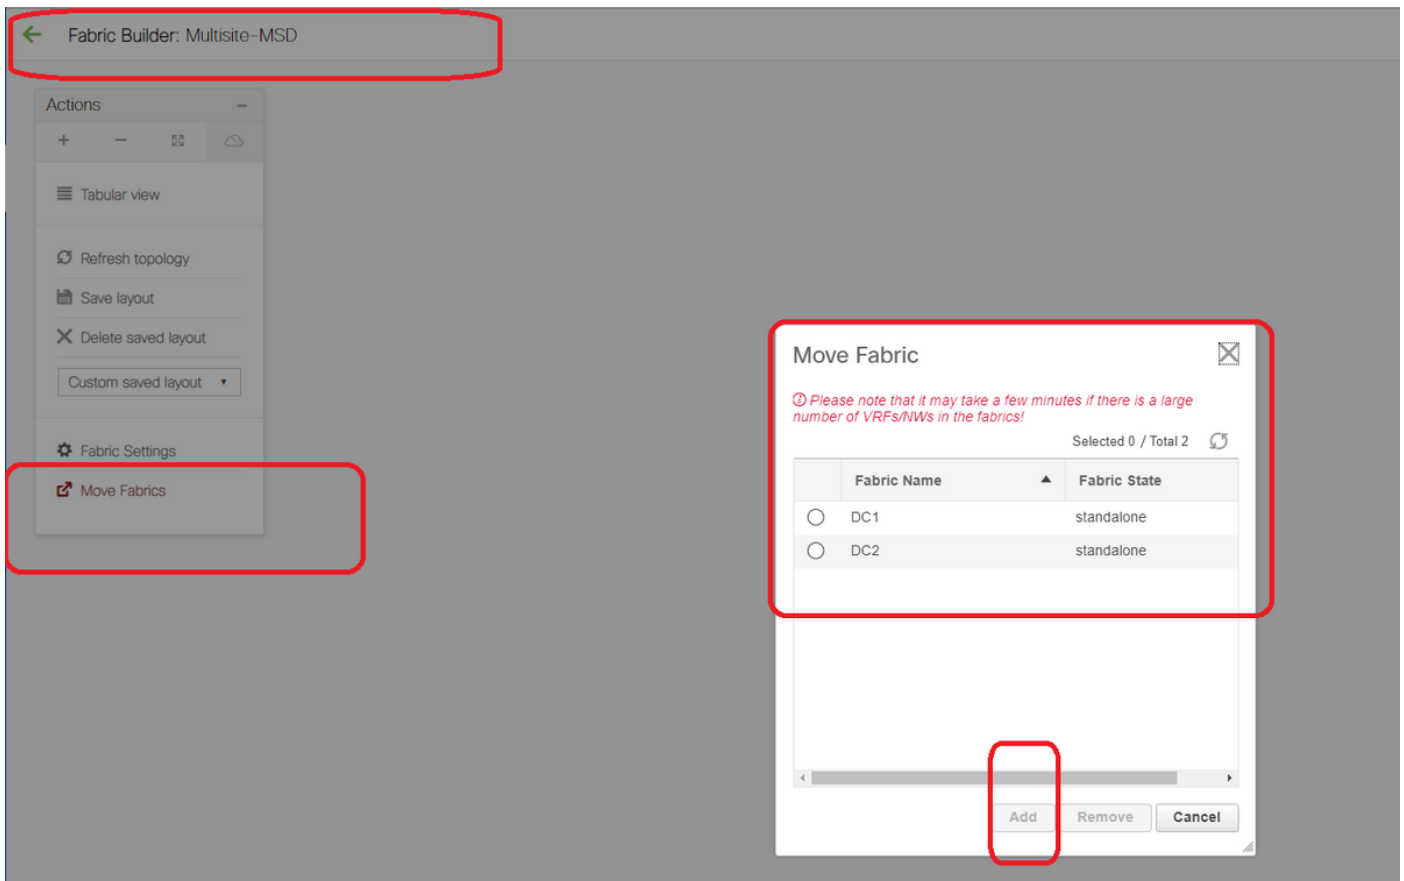 Fabric Builder: Multisite-MSD
Actions
Tabular view
Refresh topology
Save layout
Delete saved layout
Custom saved layout
Fabric Settings
Move Fabrics
Move Fabric
Please note that it may take a few minutes if there is a large
number of VRFs/NWs in the fabrics!
Selected 0 / Total 2
Fabric Name Fabric State
DC1 standalone
DC2 standalone
Add Remove Cancel